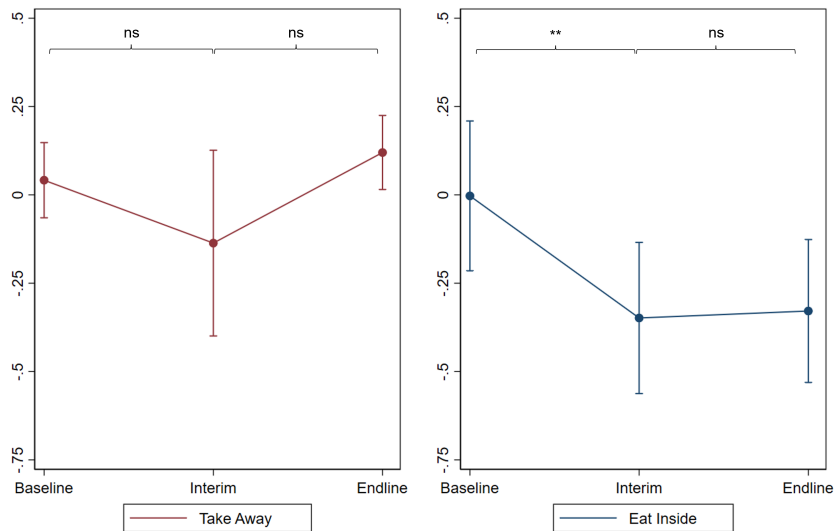 ns
ns
.5
.25
0
-.25
-.5
-.75
Baseline
Interim
Endline
Take Away
**
ns
.5
.25
0
-.25
-.5
-.75
Baseline
Interim
Endline
Eat Inside